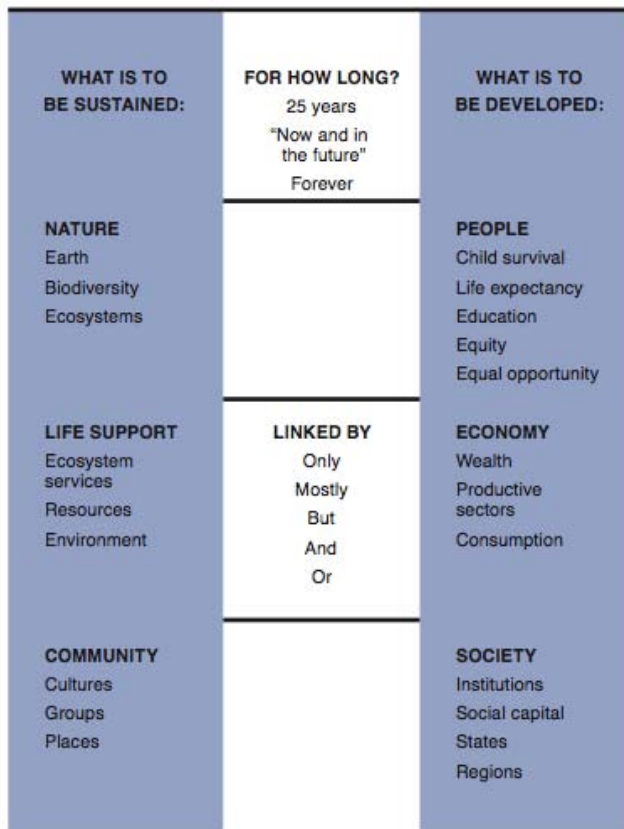 WHAT IS TO
BE SUSTAINED:
FOR HOW LONG?
25 years
“Now and in
the future”
Forever
WHAT IS TO
BE DEVELOPED:
NATURE
Earth
Biodiversity
Ecosystems
PEOPLE
Child survival
Life expectancy
Education
Equity
Equal opportunity
LIFE SUPPORT
Ecosystem
services
Resources
Environment
LINKED BY
Only
Mostly
But
And
Or
ECONOMY
Wealth
Productive
sectors
Consumption
COMMUNITY
Cultures
Groups
Places
SOCIETY
Institutions
Social capital
States
Regions